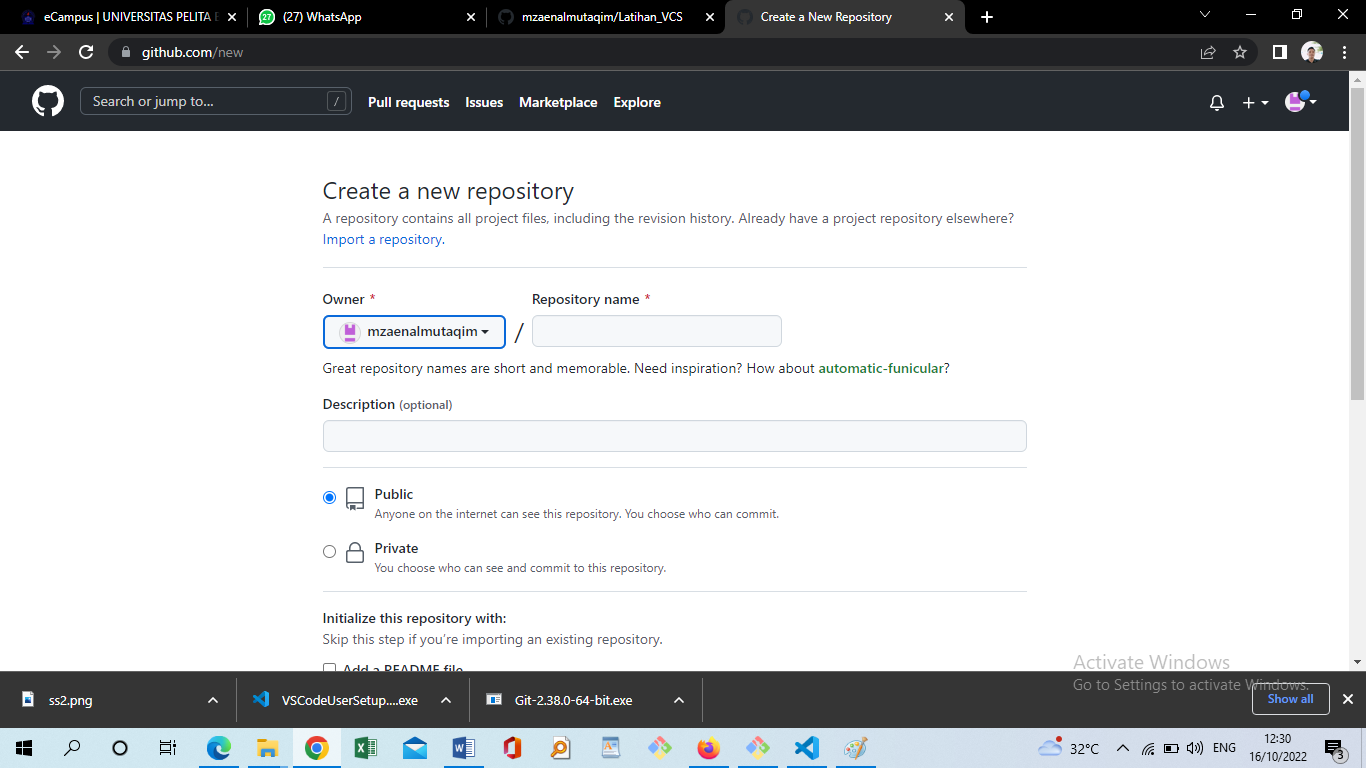 eCampus | UNIVERSITAS PELITA
(27) WhatsApp
mzaenalmutaqim/Latihan_VCS
Create a New Repository
github.com/new
Search or jump to...
/
Pull requests
Issues
Marketplace
Explore
Create a new repository
A repository contains all project files, including the revision history. Already have a project repository elsewhere?
Import a repository.
Owner *
Repository name *
mzaenalmutaqim
/
Great repository names are short and memorable. Need inspiration? How about automatic-funicular?
Description (optional)
Public
Anyone on the internet can see this repository. You choose who can commit.
Private
You choose who can see and commit to this repository.
Initialize this repository with:
Skip this step if you're importing an existing repository.
Add a README file
Activate Windows
Go to Settings to activate Windows.
ss2.png
VSCodeUserSetup....exe
Git-2.38.0-64-bit.exe
Show all
32°C
ENG
12:30
16/10/2022
3